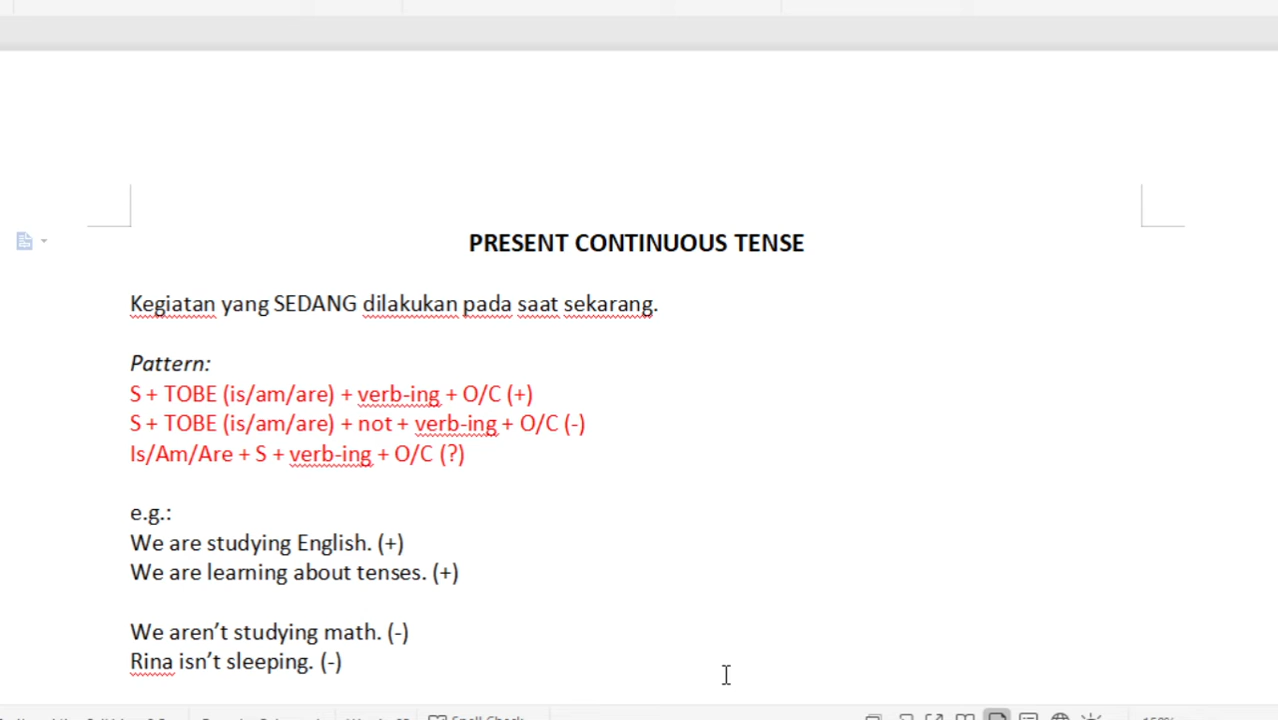 PRESENT CONTINUOUS TENSE
Kegiatan yang SEDANG dilakukan pada saat sekarang.
Pattern:
S + TOBE (is/am/are) + verb-ing + O/C (+)
S + TOBE (is/am/are) + not + verb-ing + O/C (-)
Is/Am/Are + S + verb-ing + O/C (?)
e.g.:
We are studying English. (+)
We are learning about tenses. (+)
We aren’t studying math. (-)
Rina isn’t sleeping. (-)
Spell Check